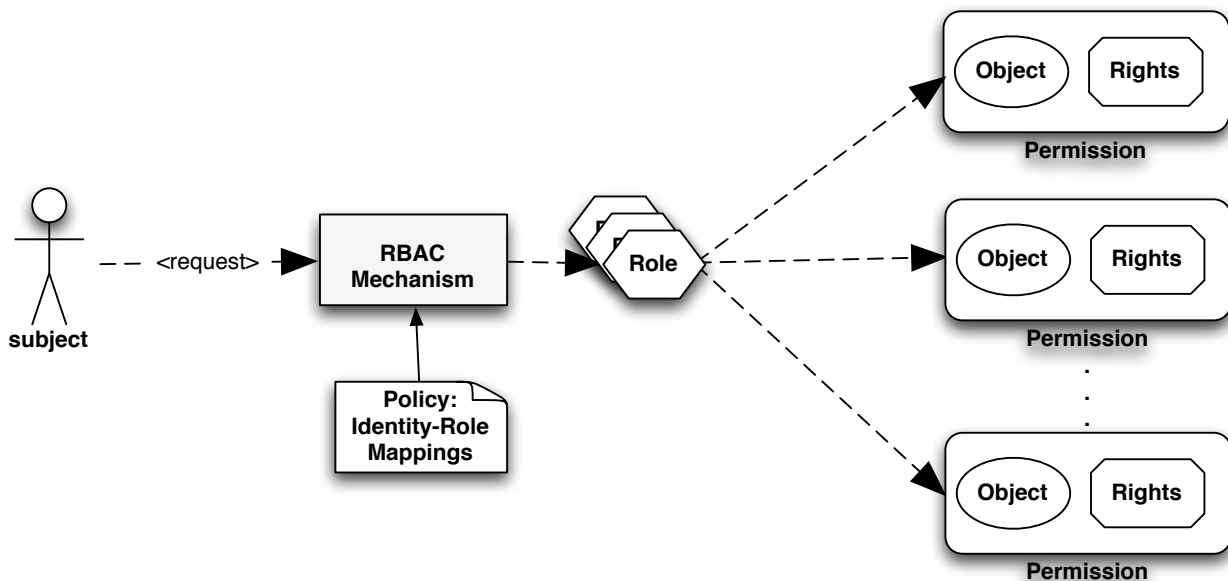 Object
Rights
Permission
subject
<request>
RBAC
Mechanism
Role
Object
Rights
Permission
Policy:
Identity-Role
Mappings
.
.
.
Object
Rights
Permission